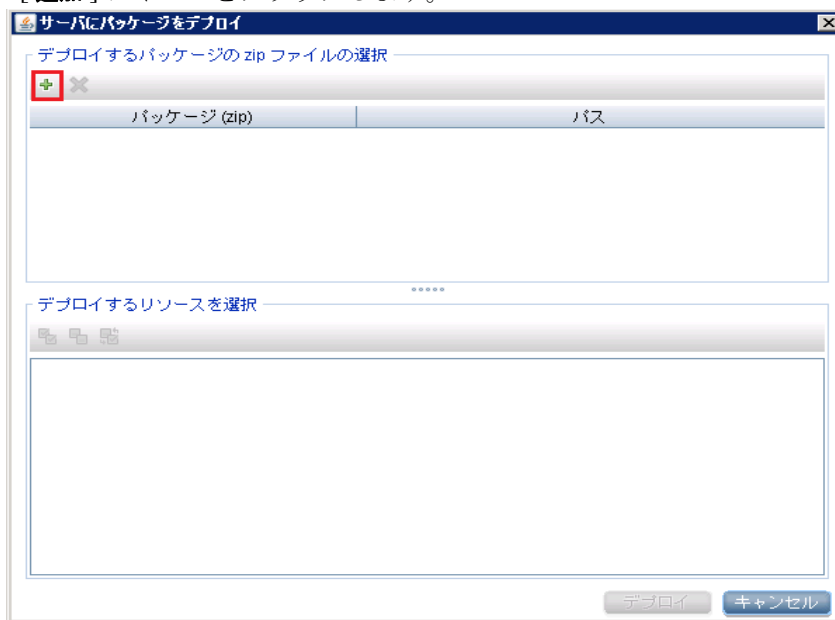 サーバにパッケージをデプロイ
デプロイするパッケージの zip ファイルの選択
パッケージ (zip) パス
デプロイするリソースを選択
デプロイ キャンセル